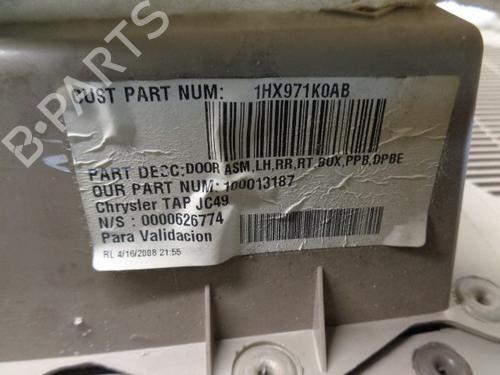 CUST PART NUM: 1HX971K0AB
PART DESC:DOOR ASM,LH,RR,RT,BUX,PPB,DPBE
OUR PART NUM:100013187
Chrysler TAP JC49
N/S : 0000626774
Para Validacion
RL 4/16/2008 21:55
B-PARTS